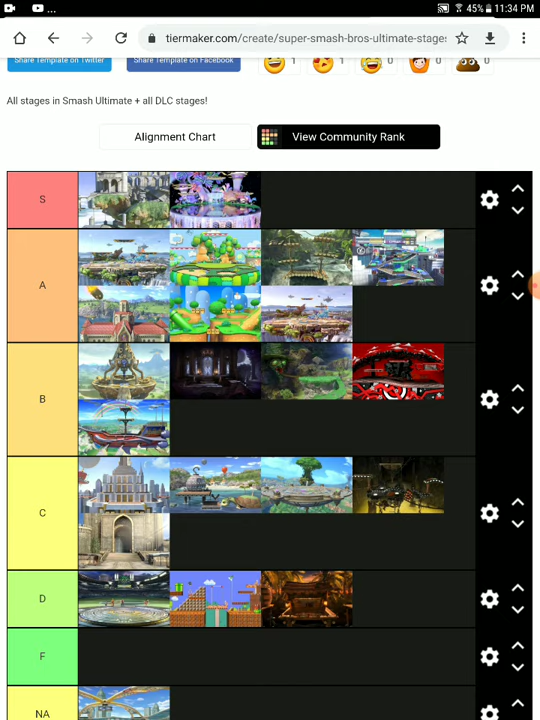 45% 11:34 PM
tiermaker.com/create/super-smash-bros-ultimate-stages
Share Template on Twitter
Share Template on Facebook
1
1
0
0
0
All stages in Smash Ultimate + all DLC stages!
Alignment Chart
View Community Rank
S
A
B
C
D
F
NA